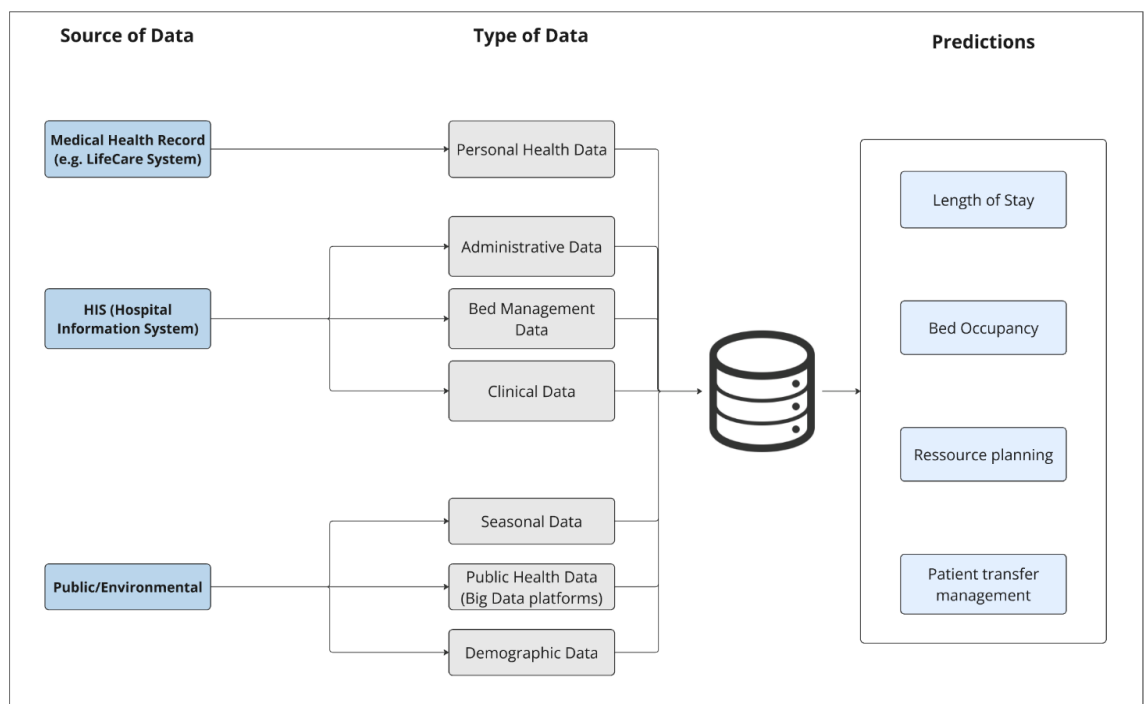 Source of Data
Type of Data
Predictions
Medical Health Record
(e.g. LifeCare System)
Personal Health Data
Length of Stay
Administrative Data
HIS (Hospital
Information System)
Bed Management
Data
Bed Occupancy
Clinical Data
Ressource planning
Seasonal Data
Public/Environmental
Public Health Data
(Big Data platforms)
Patient transfer
management
Demographic Data